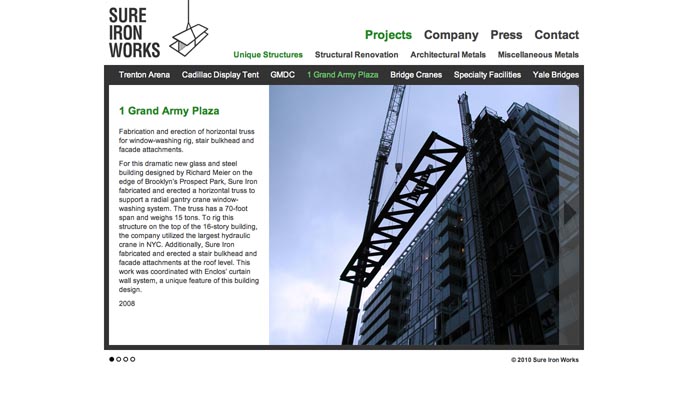 SURE
IRON
WORKS
Projects Company Press Contact
Unique Structures Structural Renovation Architectural Metals Miscellaneous Metals
Trenton Arena Cadillac Display Tent GMDC 1 Grand Army Plaza Bridge Cranes Specialty Facilities Yale Bridges
1 Grand Army Plaza
Fabrication and erection of horizontal truss
for window-washing rig, stair bulkhead and
facade attachments.
For this dramatic new glass and steel
building designed by Richard Meier on the
edge of Brooklyn's Prospect Park, Sure Iron
fabricated and erected a horizontal truss to
support a radial gantry crane window-
washing system. The truss has a 70-foot
span and weighs 15 tons. To rig this
structure on the top of the 16-story building,
the company utilized the largest hydraulic
crane in NYC. Additionally, Sure Iron
fabricated and erected a stair bulkhead and
facade attachments at the roof level. This
work was coordinated with Enclos' curtain
wall system, a unique feature of this building
design.
2008
© 2010 Sure Iron Works